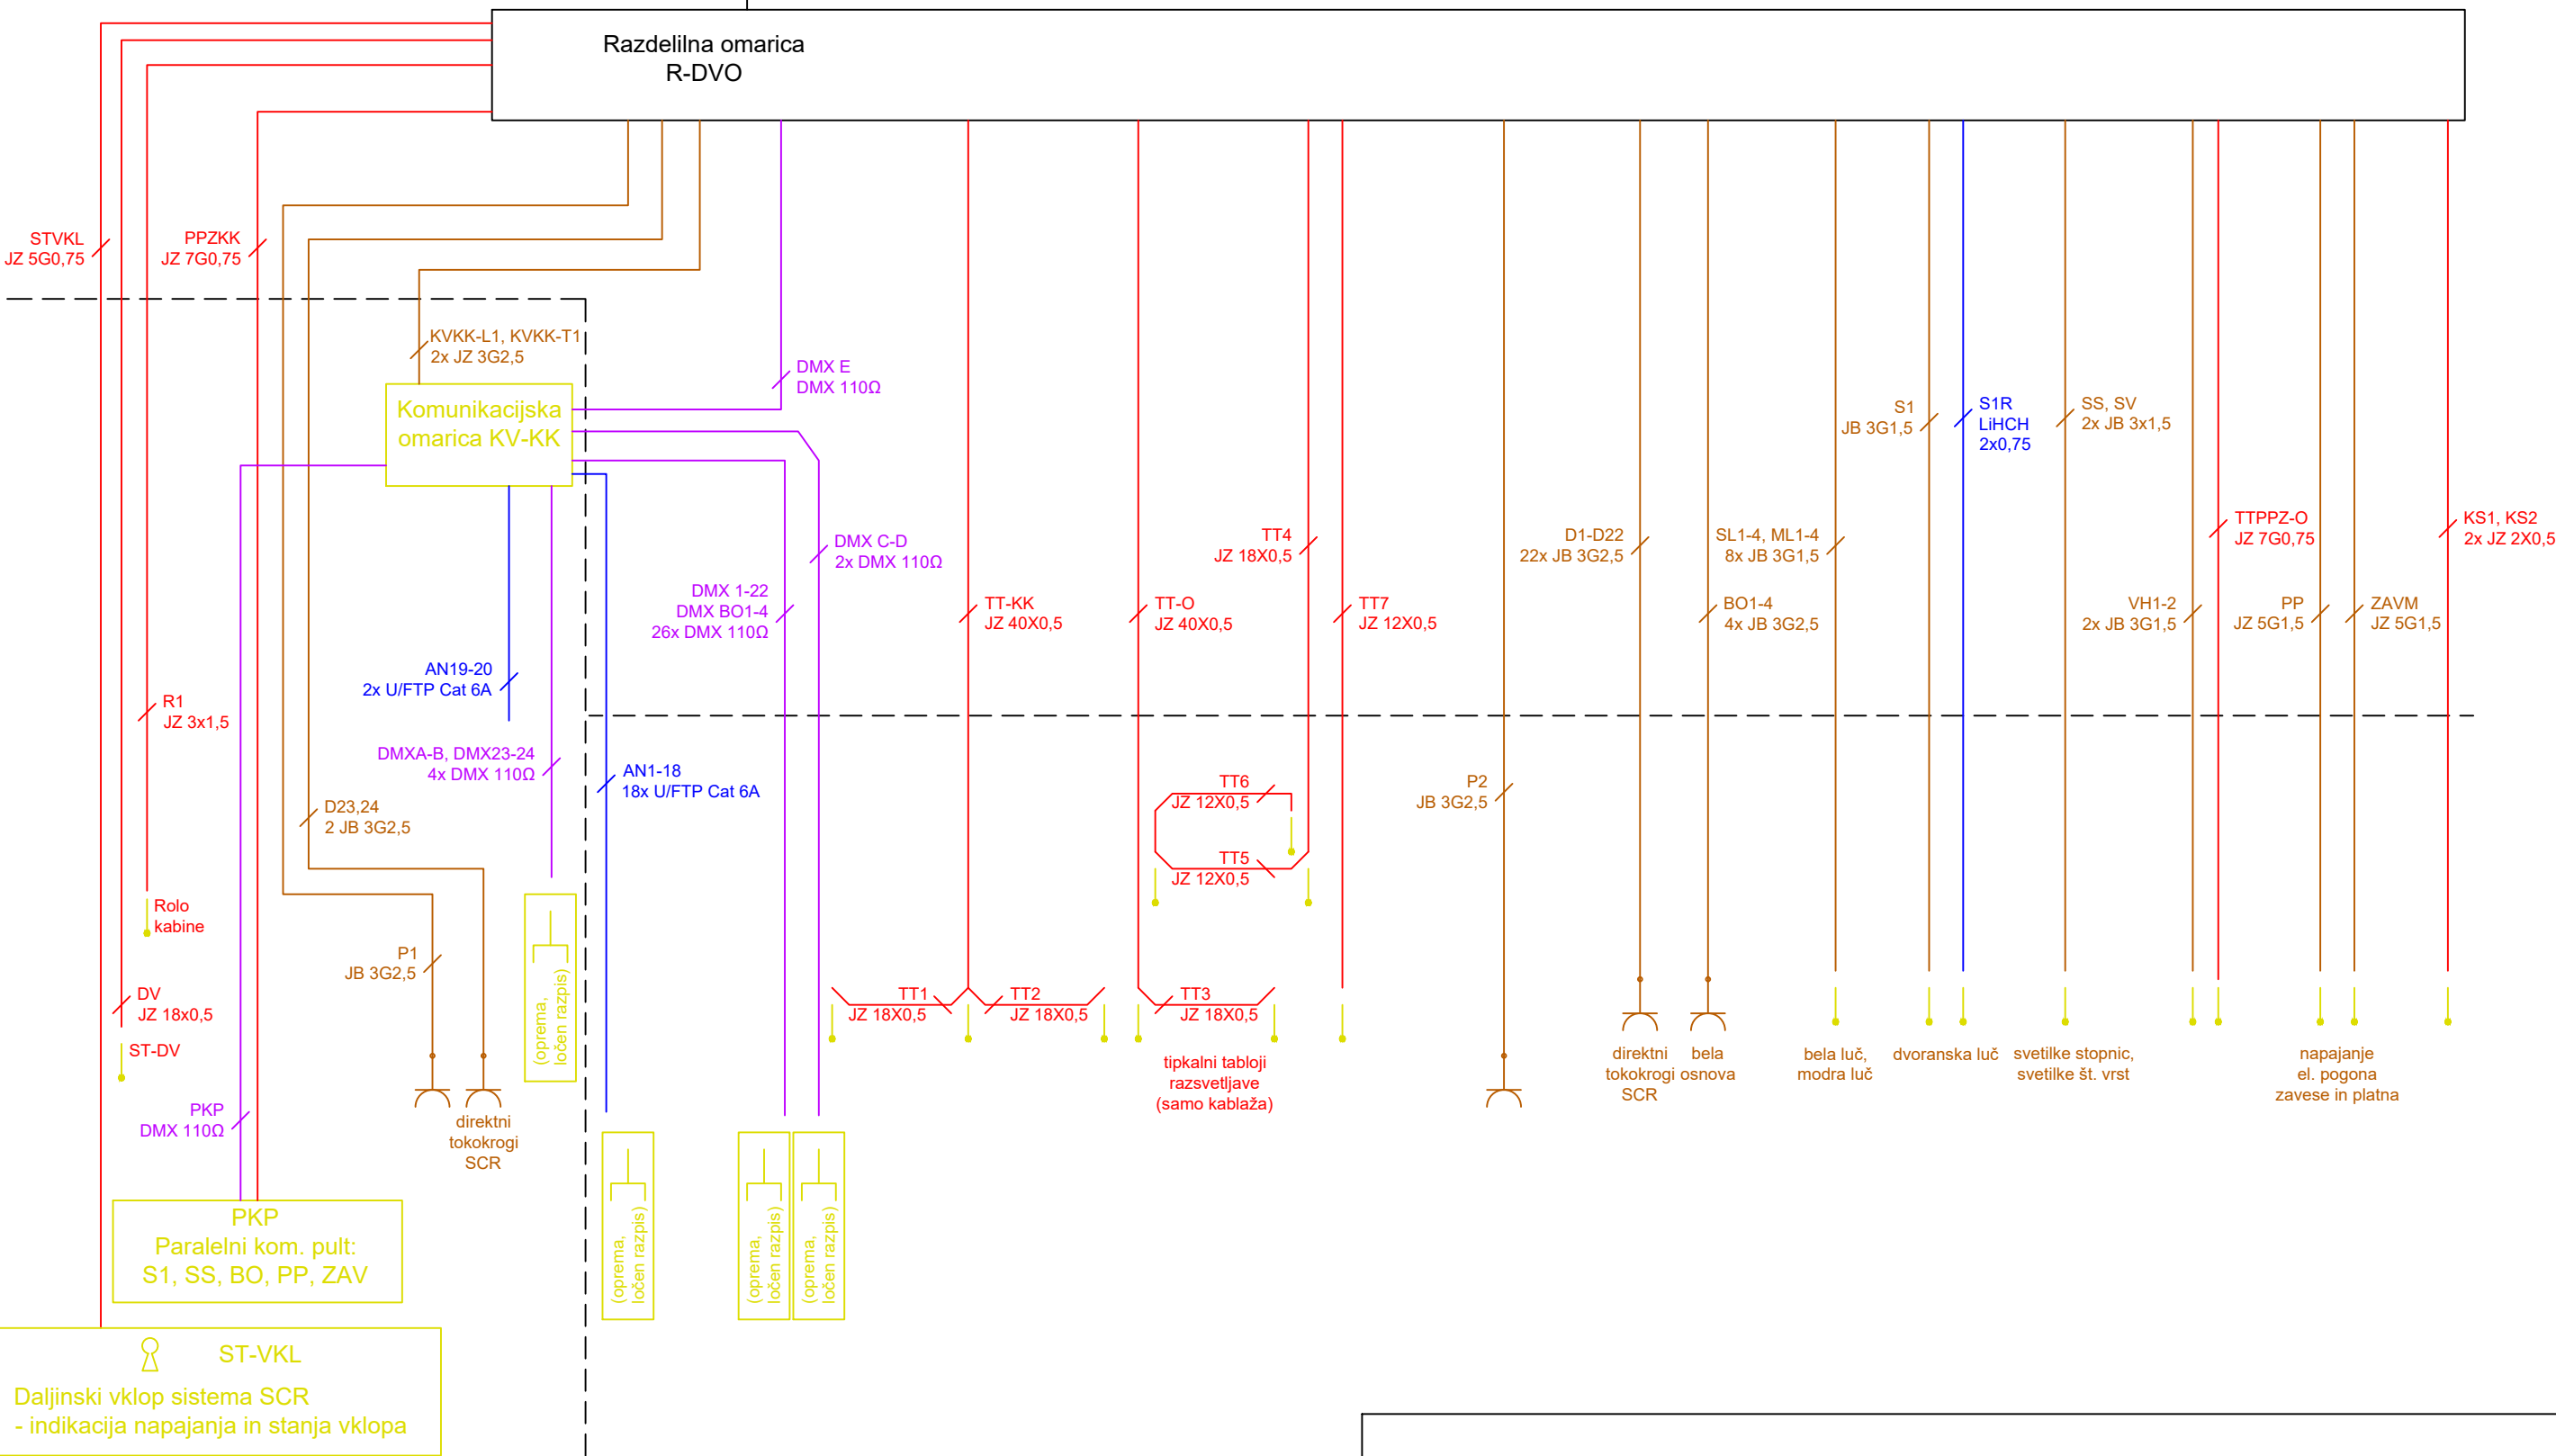 Razdelilna omarica
R-DVO
STVKL
JZ 5G0,75
PPZKK
JZ 7G0,75
KVKK-L1, KVKK-T1
2x JZ 3G2,5
Komunikacijska
omarica KV-KK
DMX E
DMX 110Ω
DMX C-D
2x DMX 110Ω
DMX 1-22
DMX BO1-4
26x DMX 110Ω
AN19-20
2x U/FTP Cat 6A
DMXA-B, DMX23-24
4x DMX 110Ω
AN1-18
18x U/FTP Cat 6A
R1
JZ 3x1,5
D23,24
2 JB 3G2,5
Rolo
kabine
P1
JB 3G2,5
DV
JZ 18x0,5
ST-DV
PKP
DMX 110Ω
direktni
tokokrogi
SCR
(oprema,
ločen razpis)
(oprema,
ločen razpis)
(oprema,
ločen razpis)
(oprema,
ločen razpis)
PKP
Paralelni kom. pult:
S1, SS, BO, PP, ZAV
ST-VKL
Daljinski vklop sistema SCR
- indikacija napajanja in stanja vklopa
TT-KK
JZ 40X0,5
TT-O
JZ 40X0,5
TT4
JZ 18X0,5
TT7
JZ 12X0,5
TT6
JZ 12X0,5
TT5
JZ 12X0,5
TT1
JZ 18X0,5
TT2
JZ 18X0,5
TT3
JZ 18X0,5
tipkalni tabloji
razsvetljave
(samo kablaža)
P2
JB 3G2,5
D1-D22
22x JB 3G2,5
BO1-4
4x JB 3G2,5
SL1-4, ML1-4
8x JB 3G1,5
S1
JB 3G1,5
S1R
LiHCH
2x0,75
SS, SV
2x JB 3x1,5
VH1-2
2x JB 3G1,5
TTPPZ-O
JZ 7G0,75
PP
JZ 5G1,5
ZAVM
JZ 5G1,5
KS1, KS2
2x JZ 2X0,5
direktni
tokokrogi
SCR
bela
osnova
bela luč,
modra luč
dvoranska luč
svetilke stopnic,
svetilke št. vrst
napajanje
el. pogona
zavese in platna